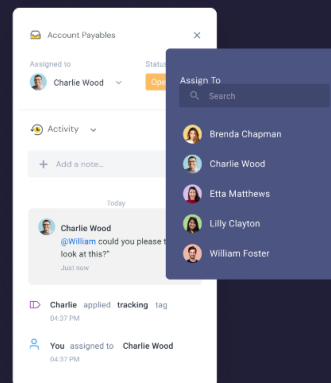 Account Payables
Assigned to
Status
Charlie Wood
Ope
Activity
Add a note...
Today
Charlie Wood
@William could you please t
look at this?"
Just now
Charlie applied tracking tag
04:37 PM
You assigned to Charlie Wood
04:37 PM
Assign To
Search
Brenda Chapman
Charlie Wood
Etta Matthews
Lilly Clayton
William Foster